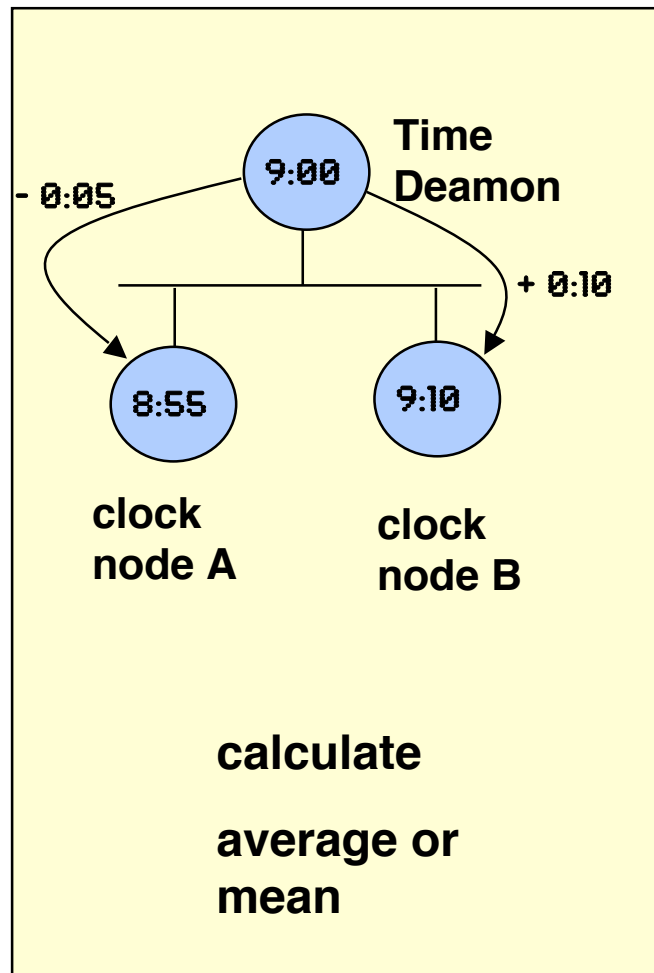 Time
Deamon
9:00
- 0:05
+ 0:10
8:55
9:10
clock
node A
clock
node B
calculate
average or
mean